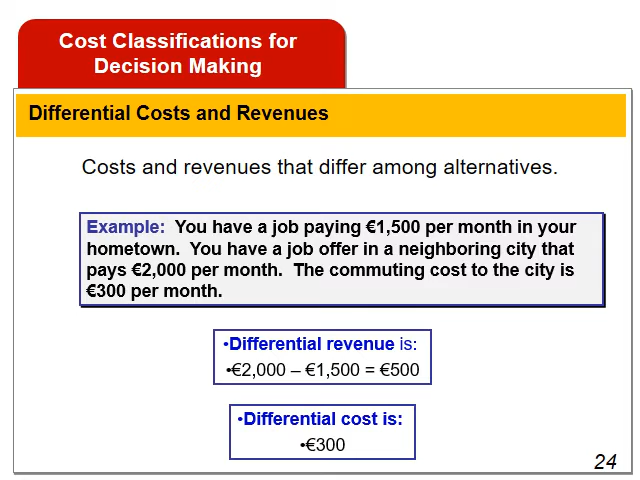 Cost Classifications for
Decision Making
Differential Costs and Revenues
Costs and revenues that differ among alternatives.
Example:  You have a job paying €1,500 per month in your
hometown.  You have a job offer in a neighboring city that
pays €2,000 per month.  The commuting cost to the city is
€300 per month.
•Differential revenue is:
•€2,000 – €1,500 = €500
•Differential cost is:
•€300
24